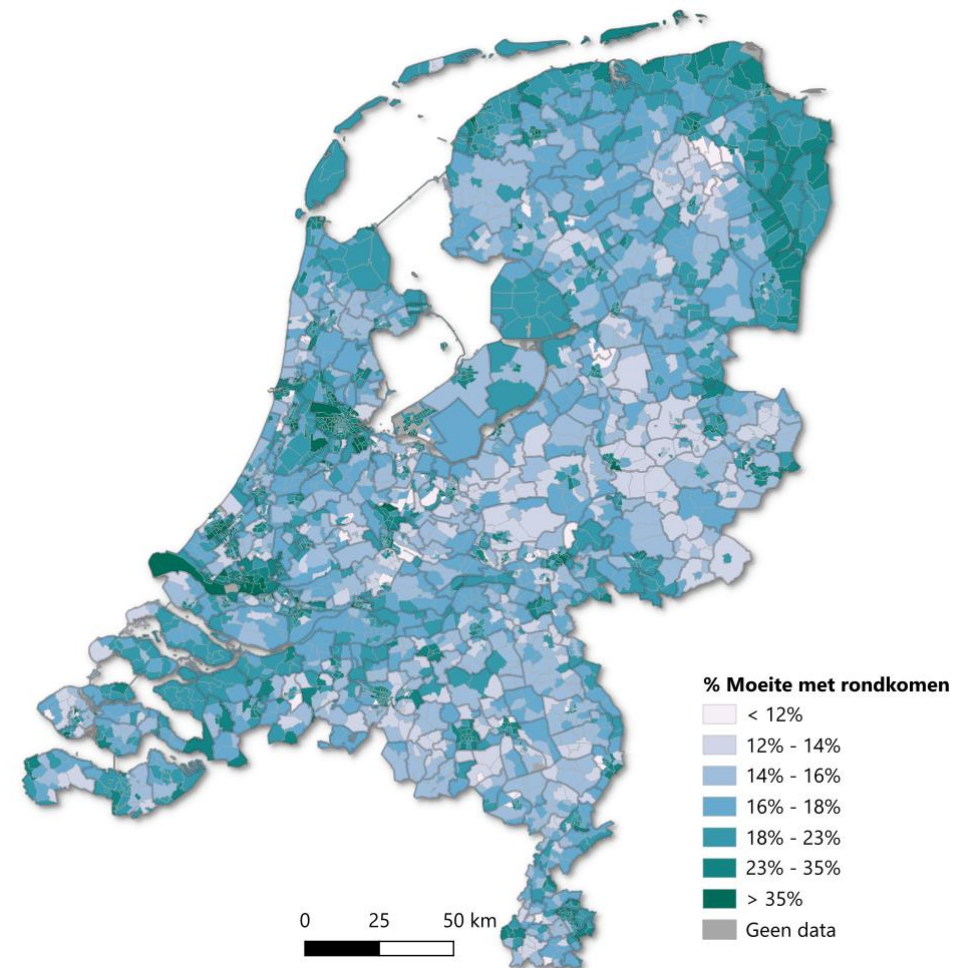 % Moeite met rondkomen
< 12%
12% - 14%
14% - 16%
16% - 18%
18% - 23%
23% - 35%
> 35%
Geen data
0 25 50 km